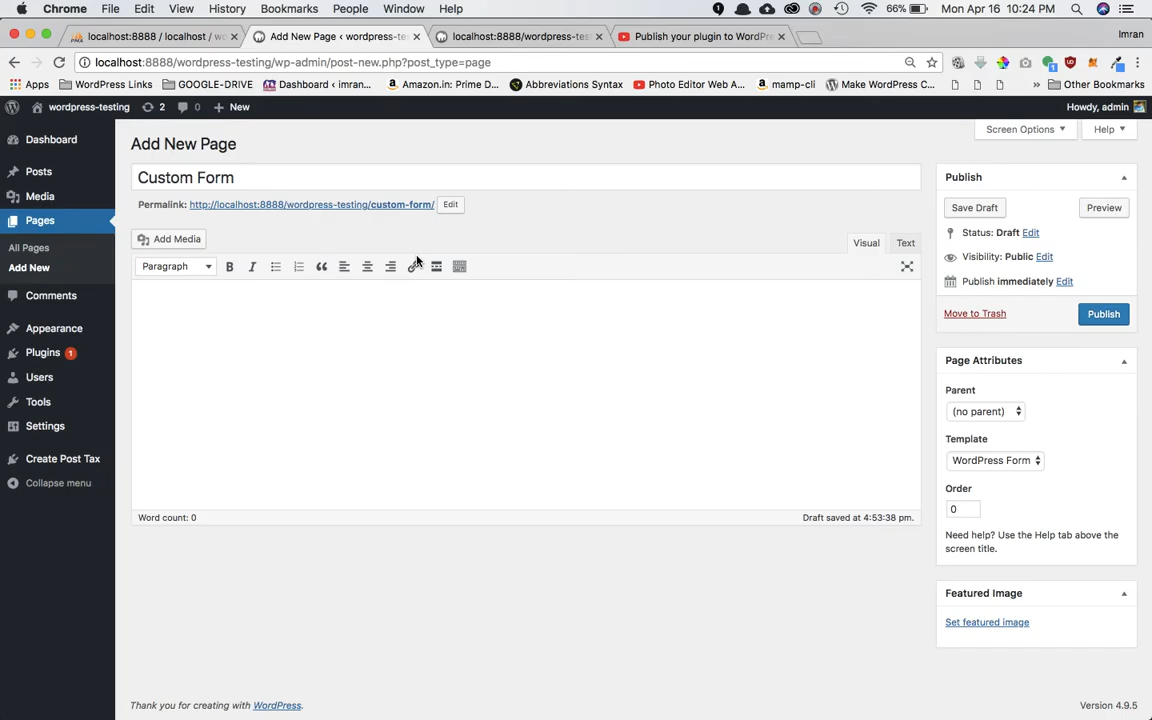 Chrome File Edit View History Bookmarks People Window Help 66% Mon Apr 16 10:24 PM
localhost:8888 / localhost / w Add New Page ‹ wordpress-te localhost:8888/wordpress-tes Publish your plugin to WordPre Imran
localhost:8888/wordpress-testing/wp-admin/post-new.php?post_type=page
Apps WordPress Links GOOGLE-DRIVE Dashboard ‹ imran... Amazon.in: Prime D... Abbreviations Syntax Photo Editor Web A... mamp-cli Make WordPress C... » Other Bookmarks
wordpress-testing 2 0 + New Howdy, admin
Dashboard
Posts
Media
Pages
All Pages
Add New
Comments
Appearance
Plugins 1
Users
Tools
Settings
Create Post Tax
Collapse menu
Screen Options Help
Add New Page
Custom Form
Permalink: http://localhost:8888/wordpress-testing/custom-form/ Edit
Add Media
Visual Text
Paragraph B I
Word count: 0 Draft saved at 4:53:38 pm.
Publish
Save Draft Preview
Status: Draft Edit
Visibility: Public Edit
Publish immediately Edit
Move to Trash Publish
Page Attributes
Parent
(no parent)
Template
WordPress Form
Order
0
Need help? Use the Help tab above the
screen title.
Featured Image
Set featured image
Thank you for creating with WordPress. Version 4.9.5